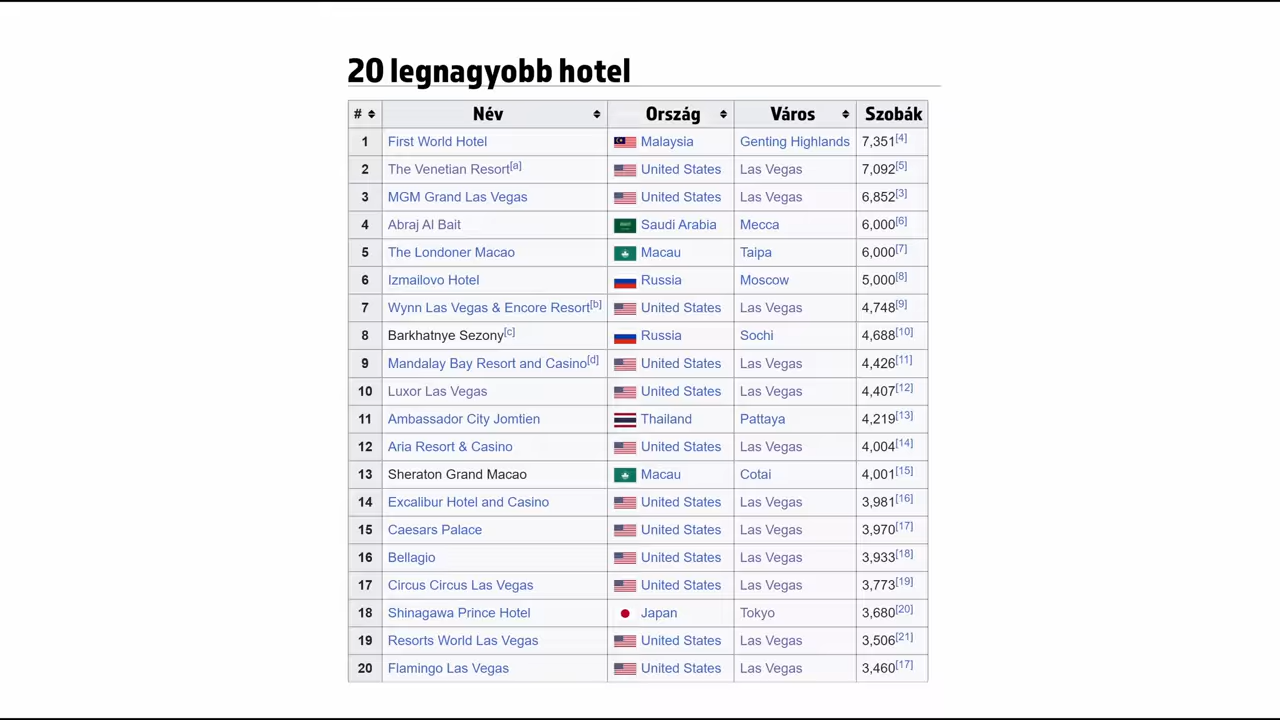 20 legnagyobb hotel
# Név Ország Város Szobák
1 First World Hotel Malaysia Genting Highlands 7,351[4]
2 The Venetian Resort[a] United States Las Vegas 7,092[5]
3 MGM Grand Las Vegas United States Las Vegas 6,852[3]
4 Abraj Al Bait Saudi Arabia Mecca 6,000[6]
5 The Londoner Macao Macau Taipa 6,000[7]
6 Izmailovo Hotel Russia Moscow 5,000[8]
7 Wynn Las Vegas & Encore Resort[b] United States Las Vegas 4,748[9]
8 Barkhatnye Sezony[c] Russia Sochi 4,688[10]
9 Mandalay Bay Resort and Casino[d] United States Las Vegas 4,426[11]
10 Luxor Las Vegas United States Las Vegas 4,407[12]
11 Ambassador City Jomtien Thailand Pattaya 4,219[13]
12 Aria Resort & Casino United States Las Vegas 4,004[14]
13 Sheraton Grand Macao Macau Cotai 4,001[15]
14 Excalibur Hotel and Casino United States Las Vegas 3,981[16]
15 Caesars Palace United States Las Vegas 3,970[17]
16 Bellagio United States Las Vegas 3,933[18]
17 Circus Circus Las Vegas United States Las Vegas 3,773[19]
18 Shinagawa Prince Hotel Japan Tokyo 3,680[20]
19 Resorts World Las Vegas United States Las Vegas 3,506[21]
20 Flamingo Las Vegas United States Las Vegas 3,460[17]